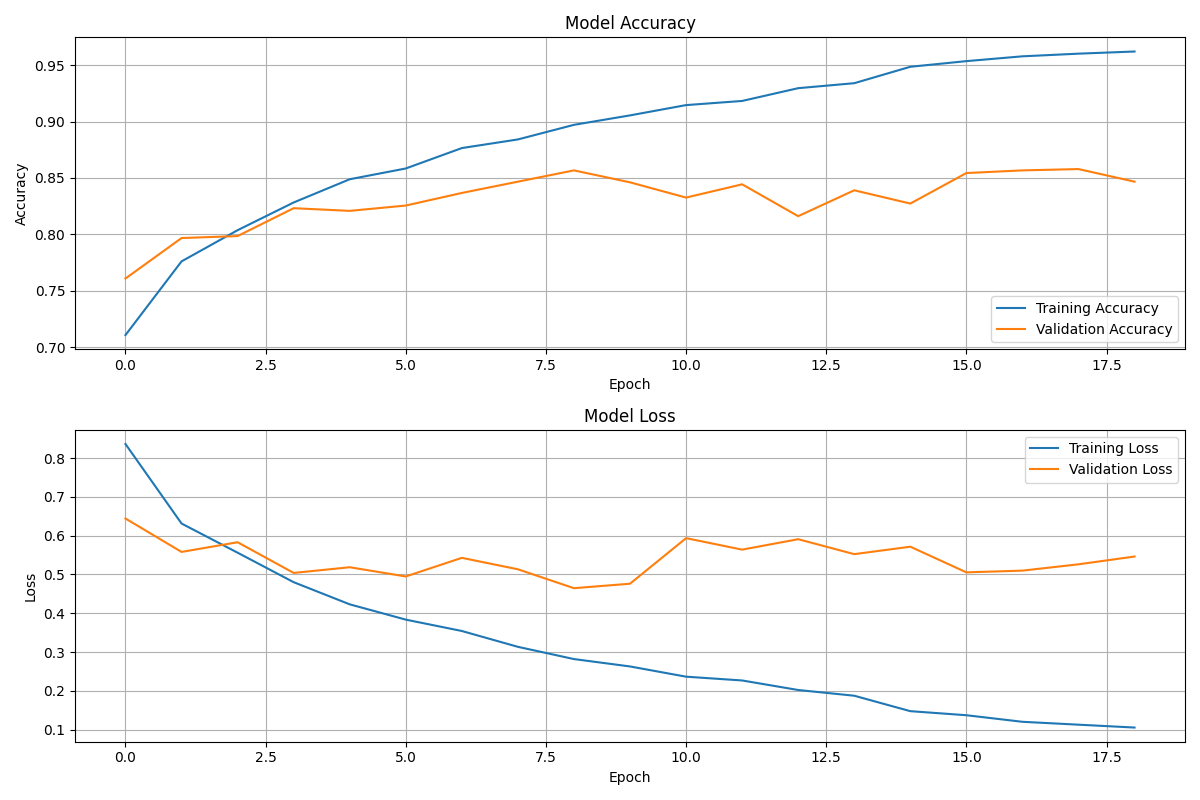 Model Accuracy
0.95
0.90
0.85
0.80
0.75
0.70
Accuracy
Training Accuracy
Validation Accuracy
0.0 2.5 5.0 7.5 10.0 12.5 15.0 17.5
Epoch
Model Loss
0.8
0.7
0.6
0.5
0.4
0.3
0.2
0.1
Loss
Training Loss
Validation Loss
0.0 2.5 5.0 7.5 10.0 12.5 15.0 17.5
Epoch